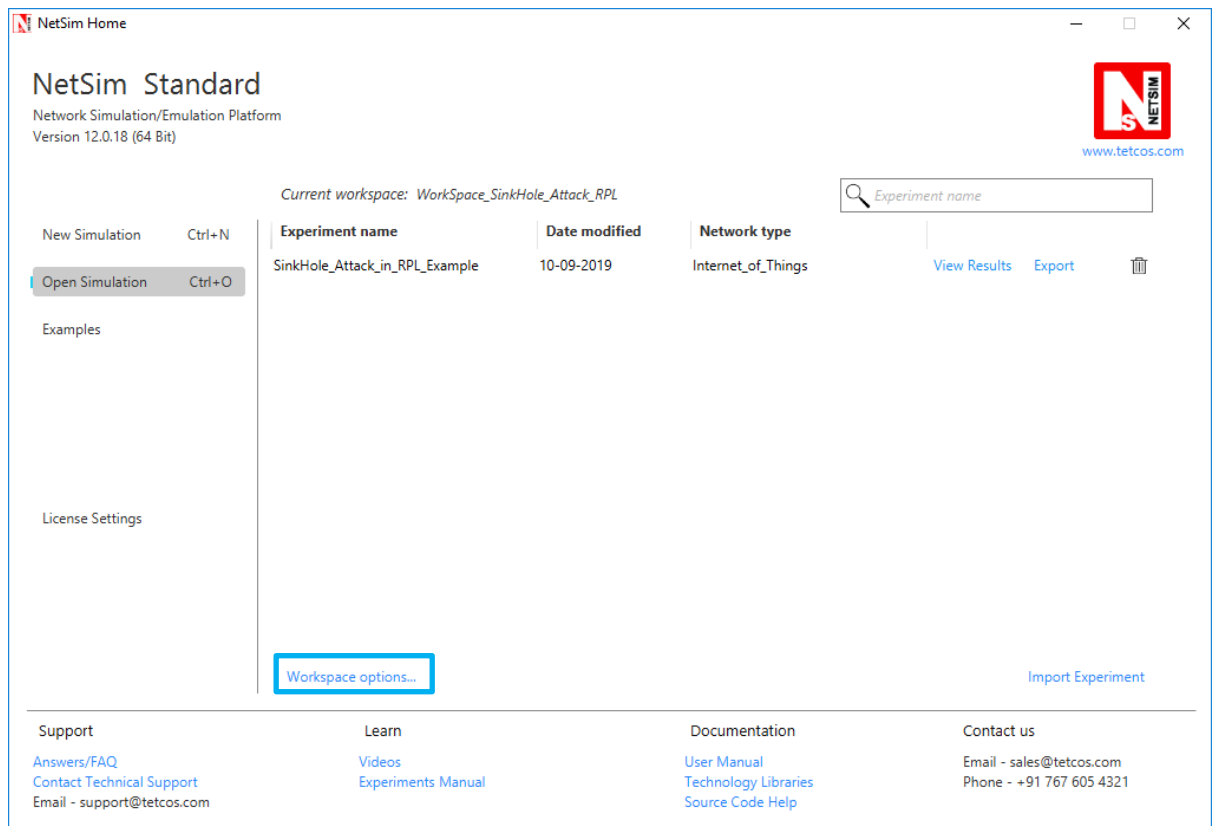 NetSim Home
NetSim Standard
Network Simulation/Emulation Platform
Version 12.0.18 (64 Bit)
N
S
NETSIM
www.tetcos.com
Current workspace: WorkSpace_SinkHole_Attack_RPL
Experiment name
New Simulation Ctrl+N
Open Simulation Ctrl+O
Examples
License Settings
Experiment name Date modified Network type
SinkHole_Attack_in_RPL_Example 10-09-2019 Internet_of_Things View Results Export
Workspace options...
Import Experiment
Support
Answers/FAQ
Contact Technical Support
Email - support@tetcos.com
Learn
Videos
Experiments Manual
Documentation
User Manual
Technology Libraries
Source Code Help
Contact us
Email - sales@tetcos.com
Phone - +91 767 605 4321